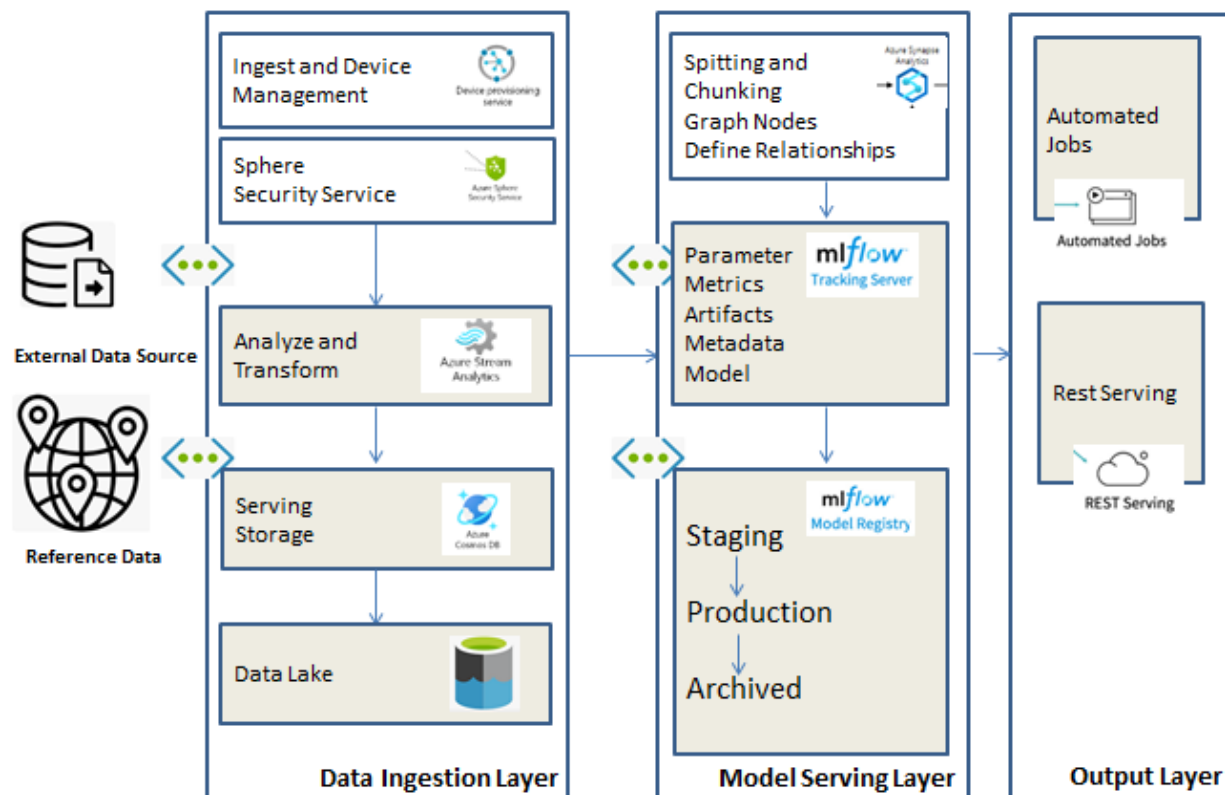 Ingest and Device
Management
Device provisioning
service
Sphere
Security Service
Azure Sphere
Security Service
External Data Source
Analyze and
Transform
Azure Stream
Analytics
Reference Data
Serving
Storage
Azure
Cosmos DB
Data Lake
Data Ingestion Layer
Spitting and
Chunking
Graph Nodes
Define Relationships
Azure Synapse
Analytics
Parameter
Metrics
Artifacts
Metadata
Model
mlflow™
Tracking Server
mlflow™
Model Registry
Staging
Production
Archived
Model Serving Layer
Automated
Jobs
Automated Jobs
Rest Serving
REST Serving
Output Layer